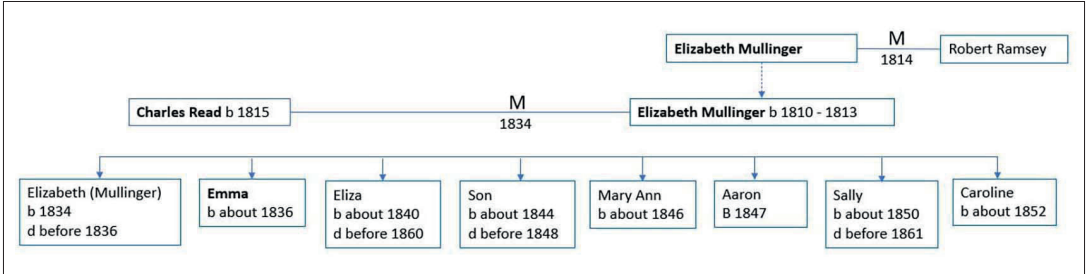 Elizabeth Mullinger
M
1814
Robert Ramsey
Charles Read b 1815
M
1834
Elizabeth Mullinger b 1810 - 1813
Elizabeth (Mullinger)
b 1834
d before 1836
Emma
b about 1836
Eliza
b about 1840
d before 1860
Son
b about 1844
d before 1848
Mary Ann
b about 1846
Aaron
B 1847
Sally
b about 1850
d before 1861
Caroline
b about 1852